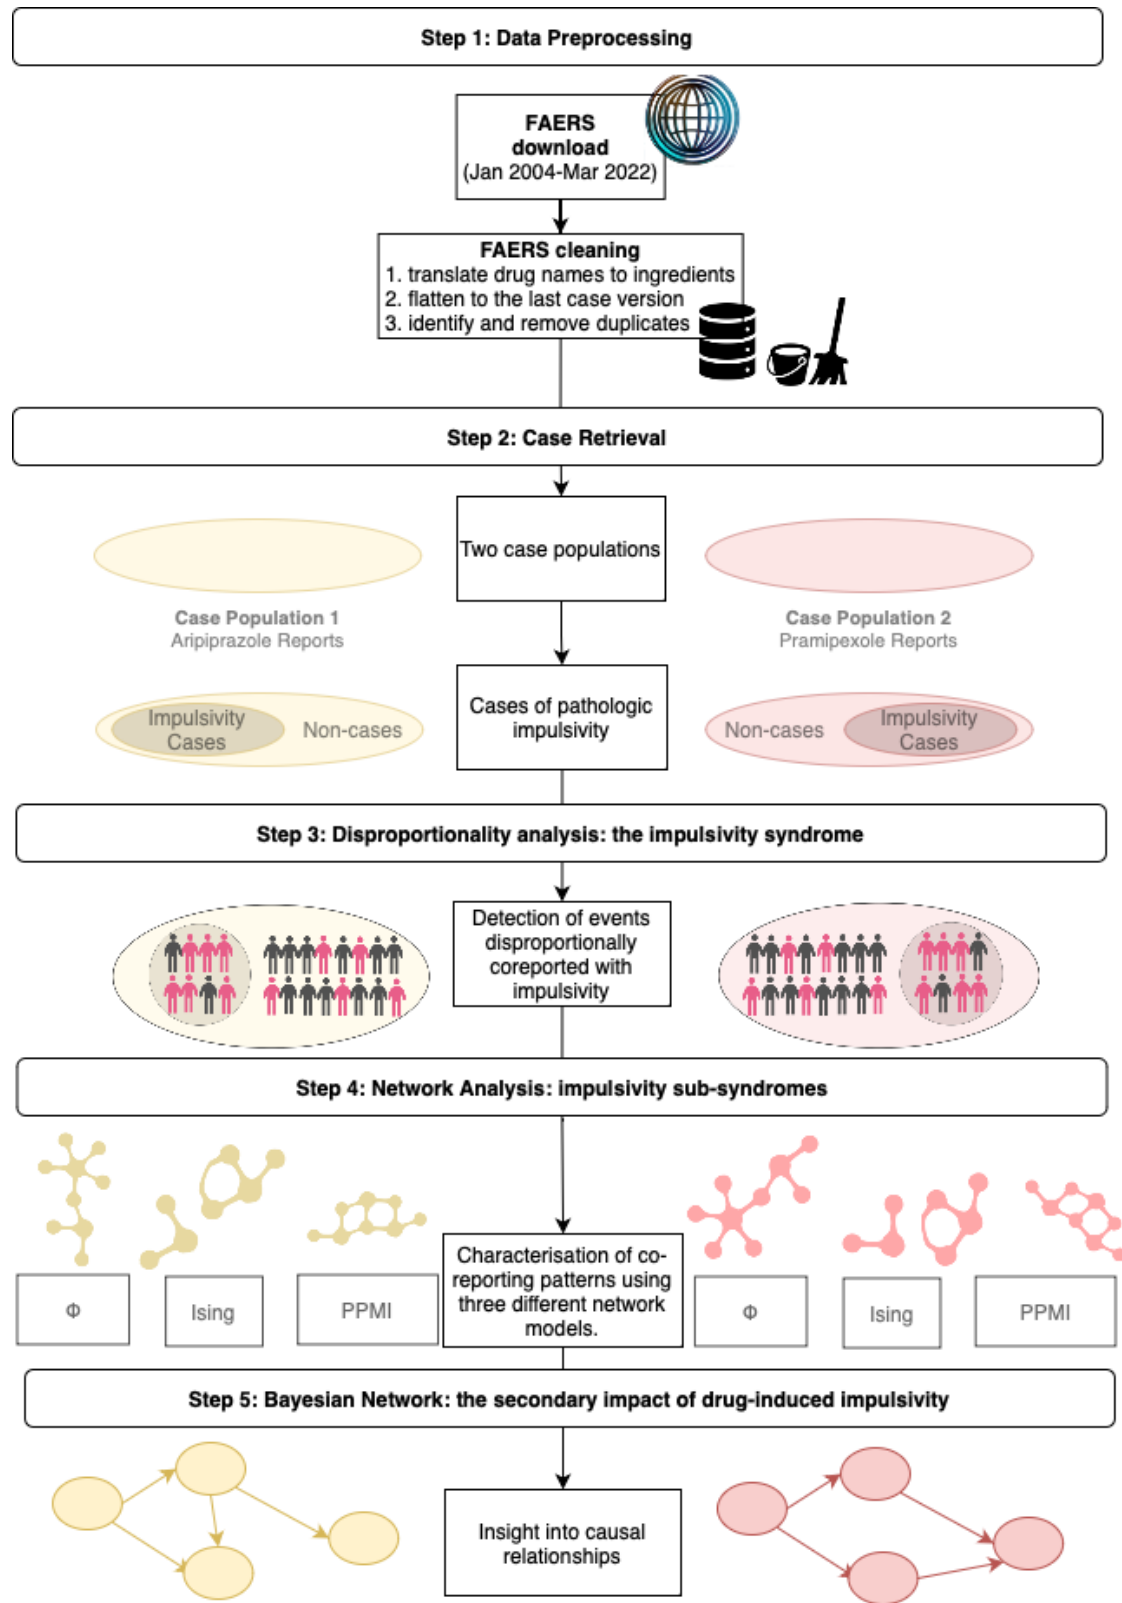 Step 1: Data Preprocessing
FAERS
download
(Jan 2004-Mar 2022)
FAERS cleaning
1. translate drug names to ingredients
2. flatten to the last case version
3. identify and remove duplicates
Step 2: Case Retrieval
Two case populations
Case Population 1
Aripiprazole Reports
Case Population 2
Pramipexole Reports
Impulsivity
Cases
Non-cases
Cases of pathologic
impulsivity
Non-cases
Impulsivity
Cases
Step 3: Disproportionality analysis: the impulsivity syndrome
Detection of events
disproportionally
coreported with
impulsivity
Step 4: Network Analysis: impulsivity sub-syndromes
Φ
Ising
PPMI
Characterisation of co-
reporting patterns using
three different network
models.
Φ
Ising
PPMI
Step 5: Bayesian Network: the secondary impact of drug-induced impulsivity
Insight into causal
relationships